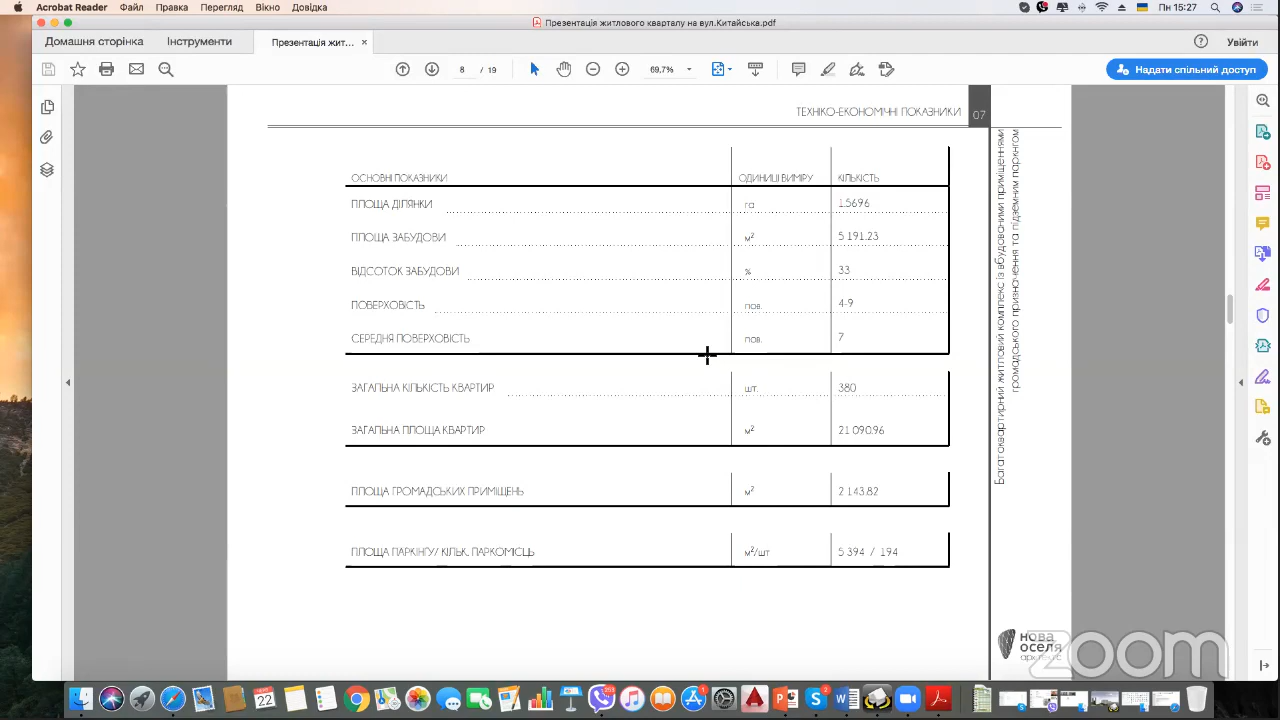 Acrobat Reader Файл Правка Перегляд Вікно Довідка Пн 15:27
Презентація житлового кварталу на вул.Китайська.pdf
Домашня сторінка Інструменти Презентація жит... × Увійти
8 / 19 69,7% Надати спільний доступ
ТЕХНІКО-ЕКОНОМІЧНІ ПОКАЗНИКИ 07
ОСНОВНІ ПОКАЗНИКИ ОДИНИЦІ ВИМІРУ КІЛЬКІСТЬ
ПЛОЩА ДІЛЯНКИ га 1.5696
ПЛОЩА ЗАБУДОВИ м² 5 191.23
ВІДСОТОК ЗАБУДОВИ % 33
ПОВЕРХОВІСТЬ пов. 4-9
СЕРЕДНЯ ПОВЕРХОВІСТЬ пов. 7
ЗАГАЛЬНА КІЛЬКІСТЬ КВАРТИР шт. 380
ЗАГАЛЬНА ПЛОЩА КВАРТИР м² 21 090.96
ПЛОЩА ГРОМАДСЬКИХ ПРИМІЩЕНЬ м² 2 143.82
ПЛОЩА ПАРКІНГУ/ КІЛЬК. ПАРКОМІСЦЬ м²/шт 5 394 / 194
Багатоквартирний житловий комплекс із вбудованими приміщеннями
громадського призначення та підземним паркінгом
нова
оселя
архітектс
zoom